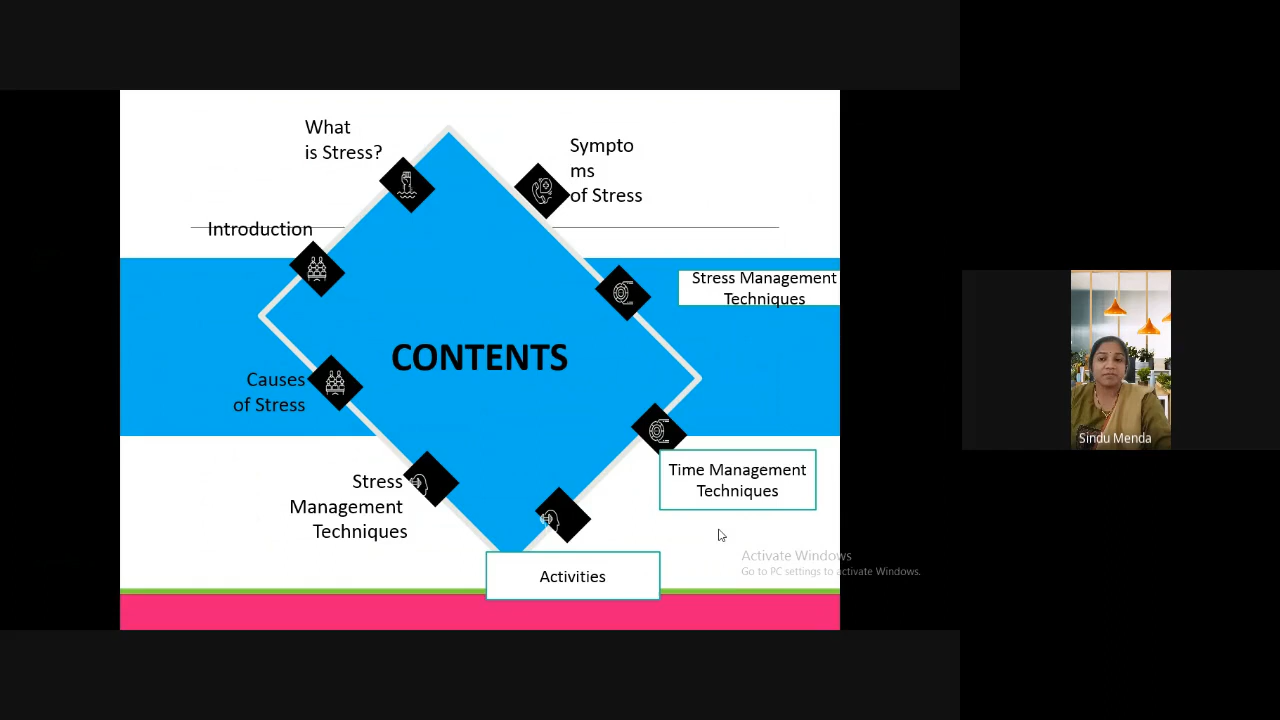 What
is Stress?
Sympto
ms
of Stress
Introduction
Stress Management
Techniques
CONTENTS
Causes
of Stress
Time Management
Techniques
Stress
Management
Techniques
Activities
Activate Windows
Go to PC settings to activate Windows.
Sindu Menda